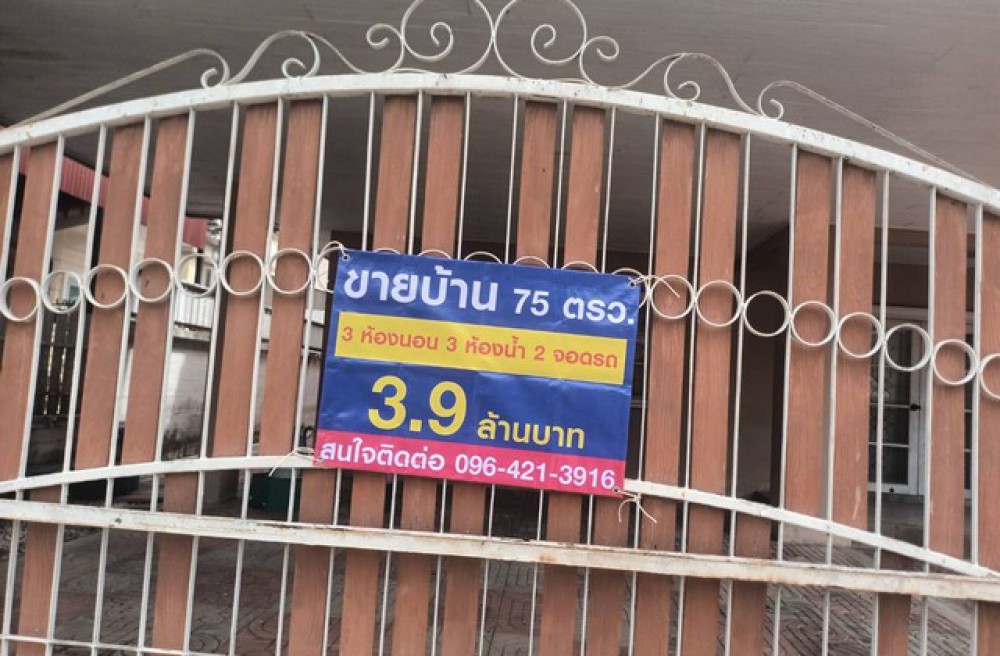 ขายบ้าน 75 ตรว.
3 ห้องนอน 3 ห้องน้ำ 2 จอดรถ
3.9 ล้านบาท
สนใจติดต่อ 096-421-3916